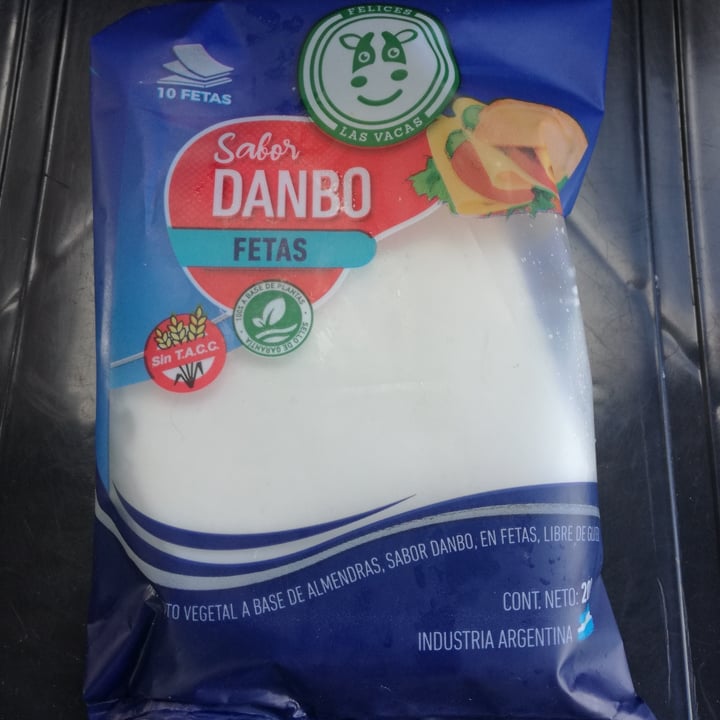 FELICES
LAS VACAS
10 FETAS
Sabor
DANBO
FETAS
100% A BASE DE PLANTAS
SELLO DE GARANTÍA
Sin T.A.C.C.
VEGETAL A BASE DE ALMENDRAS, SABOR DANBO, EN FETAS, LIBRE DE
CONT. NETO:
INDUSTRIA ARGENTINA